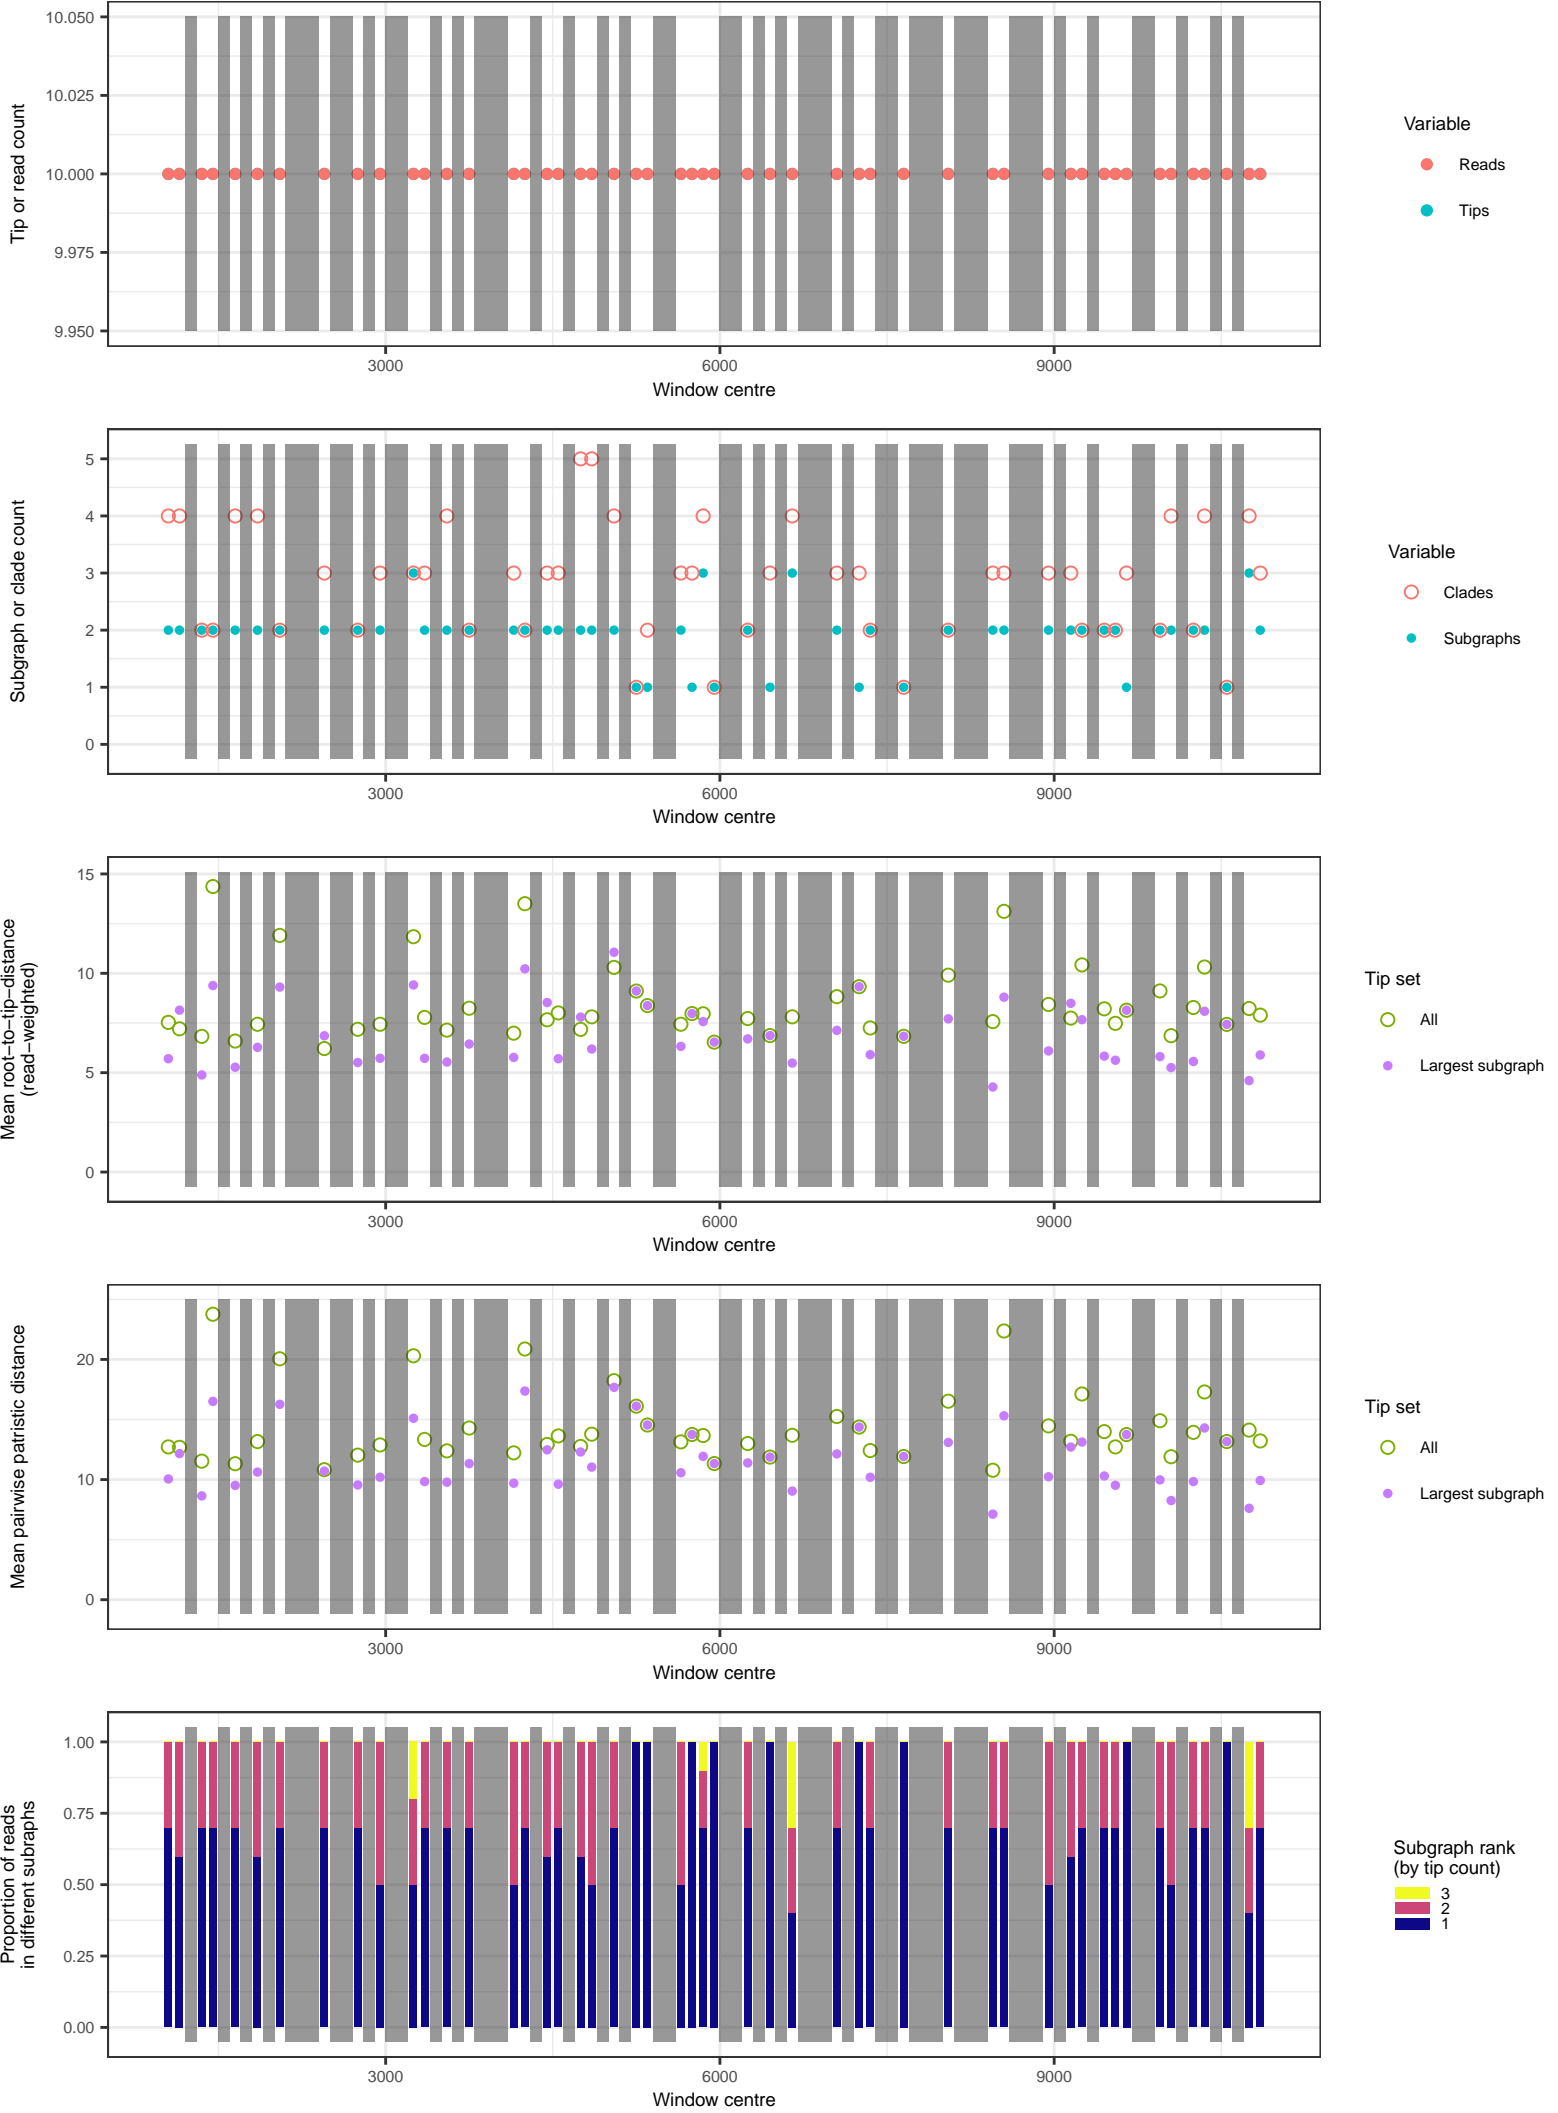 10.050
10.025
10.000
9.975
9.950
Tip or read count
3000 6000 9000
Window centre
Variable
Reads
Tips
5
4
3
2
1
0
Subgraph or clade count
3000 6000 9000
Window centre
Variable
Clades
Subgraphs
15
10
5
0
Mean root−to−tip−distance
(read−weighted)
3000 6000 9000
Window centre
Tip set
All
Largest subgraph
20
10
0
Mean pairwise patristic distance
3000 6000 9000
Window centre
Tip set
All
Largest subgraph
1.00
0.75
0.50
0.25
0.00
Proportion of reads
in different subraphs
3000 6000 9000
Window centre
Subgraph rank
(by tip count)
3
2
1